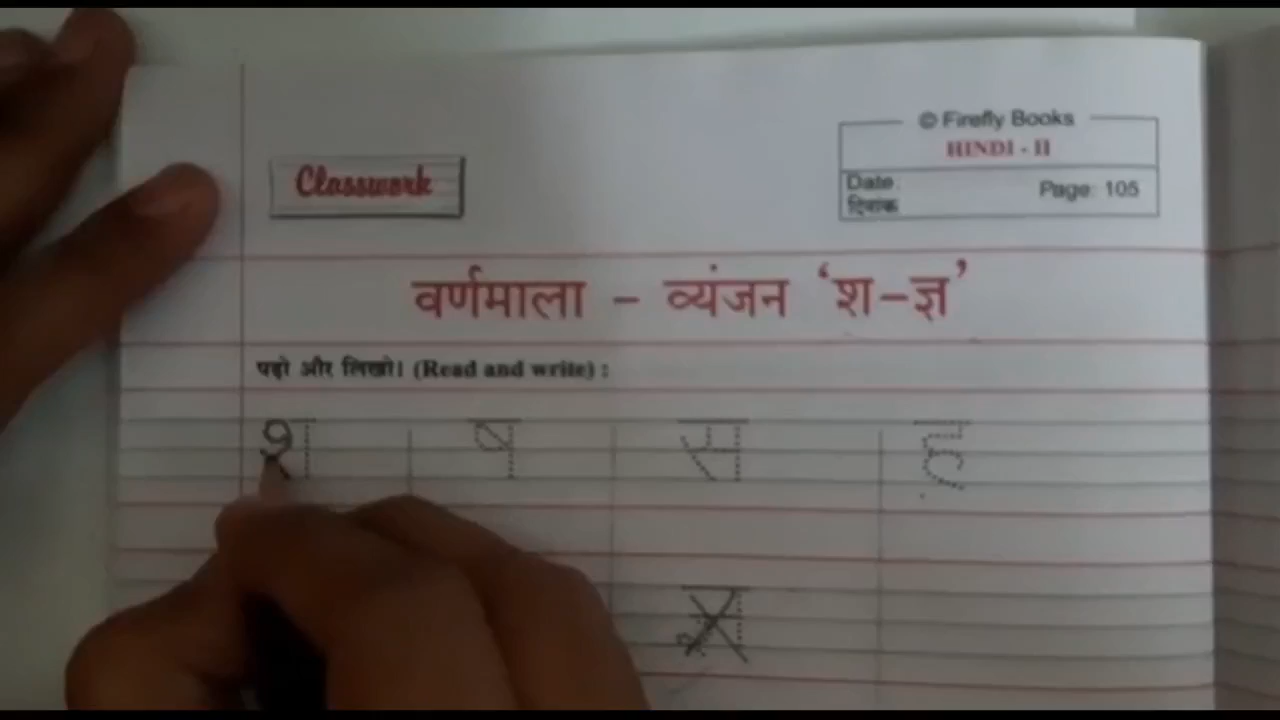 © Firefly Books
HINDI - II
Classwork
Date:
Page: 105
दिनांक
वर्णमाला – व्यंजन ‘श–ज्ञ’
पढ़ो और लिखो। (Read and write) :
श ष स ह